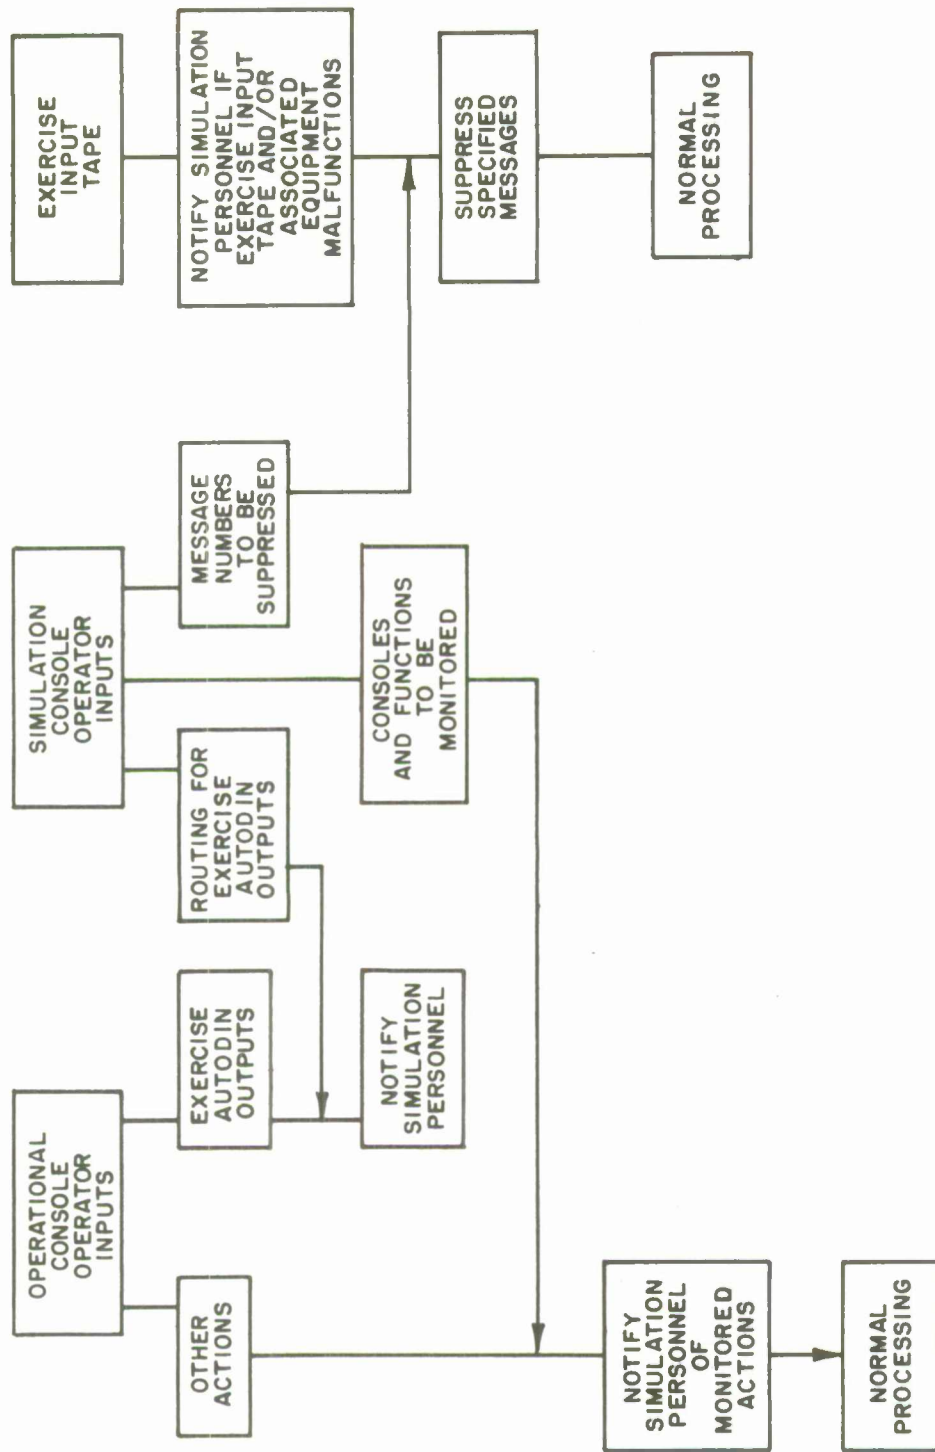 OPERATIONAL
CONSOLE
OPERATOR
INPUTS
SIMULATION
CONSOLE
OPERATOR
INPUTS
EXERCISE
INPUT
TAPE
OTHER
ACTIONS
EXERCISE
AUTODIN
OUTPUTS
ROUTING FOR
EXERCISE
AUTODIN
OUTPUTS
MESSAGE
NUMBERS
TO BE
SUPPRESSED
NOTIFY SIMULATION
PERSONNEL IF
EXERCISE INPUT
TAPE AND/OR
ASSOCIATED
EQUIPMENT
MALFUNCTIONS
NOTIFY
SIMULATION
PERSONNEL
CONSOLES
AND FUNCTIONS
TO BE
MONITORED
SUPPRESS
SPECIFIED
MESSAGES
NOTIFY
SIMULATION
PERSONNEL
OF
MONITORED
ACTIONS
NORMAL
PROCESSING
NORMAL
PROCESSING